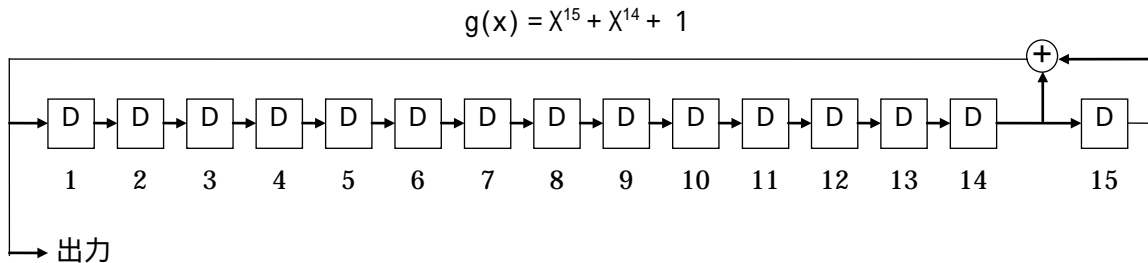 g(x) = X¹⁵ + X¹⁴ + 1
+
D D D D D D D D D D D D D D D
1 2 3 4 5 6 7 8 9 10 11 12 13 14 15
出力